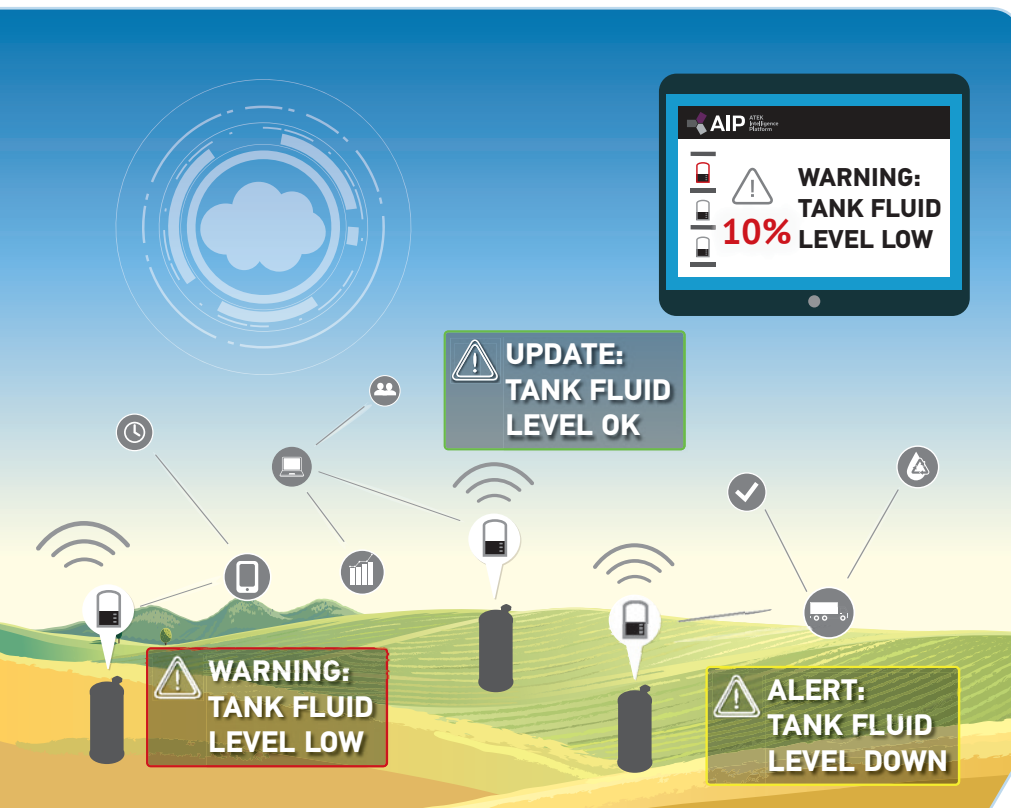 AIP ATEK
Intelligence
Platform
WARNING:
TANK FLUID
10% LEVEL LOW
UPDATE:
TANK FLUID
LEVEL OK
WARNING:
TANK FLUID
LEVEL LOW
ALERT:
TANK FLUID
LEVEL DOWN